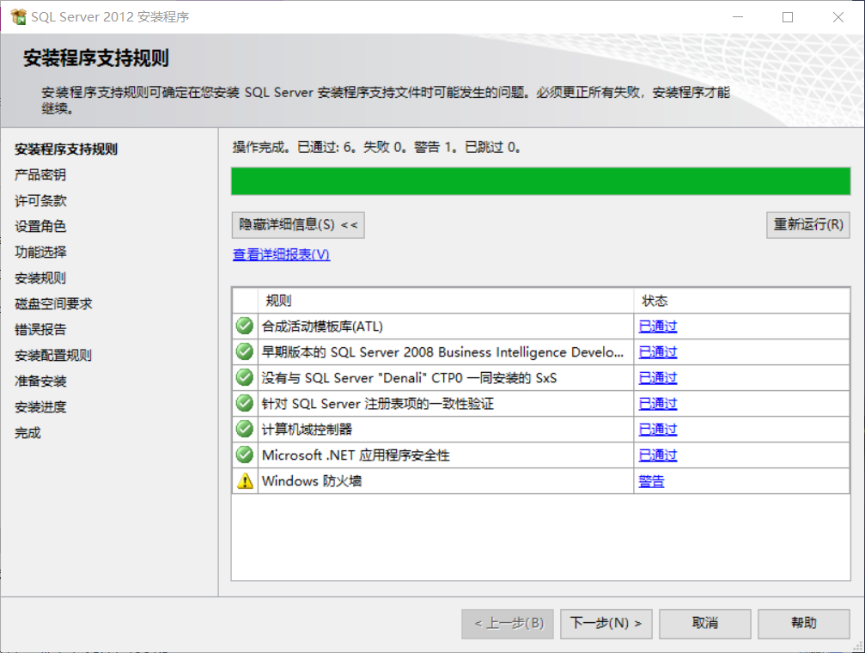 SQL Server 2012 安装程序
安装程序支持规则
安装程序支持规则可确定在您安装 SQL Server 安装程序支持文件时可能发生的问题。必须更正所有失败，安装程序才能
继续。
安装程序支持规则
产品密钥
许可条款
设置角色
功能选择
安装规则
磁盘空间要求
错误报告
安装配置规则
准备安装
安装进度
完成
操作完成。已通过: 6。失败 0。警告 1。已跳过 0。
隐藏详细信息(S) <<
重新运行(R)
查看详细报表(V)
规则 状态
合成活动模板库(ATL) 已通过
早期版本的 SQL Server 2008 Business Intelligence Develo... 已通过
没有与 SQL Server "Denali" CTP0 一同安装的 SxS 已通过
针对 SQL Server 注册表项的一致性验证 已通过
计算机域控制器 已通过
Microsoft .NET 应用程序安全性 已通过
Windows 防火墙 警告
< 上一步(B) 下一步(N) > 取消 帮助